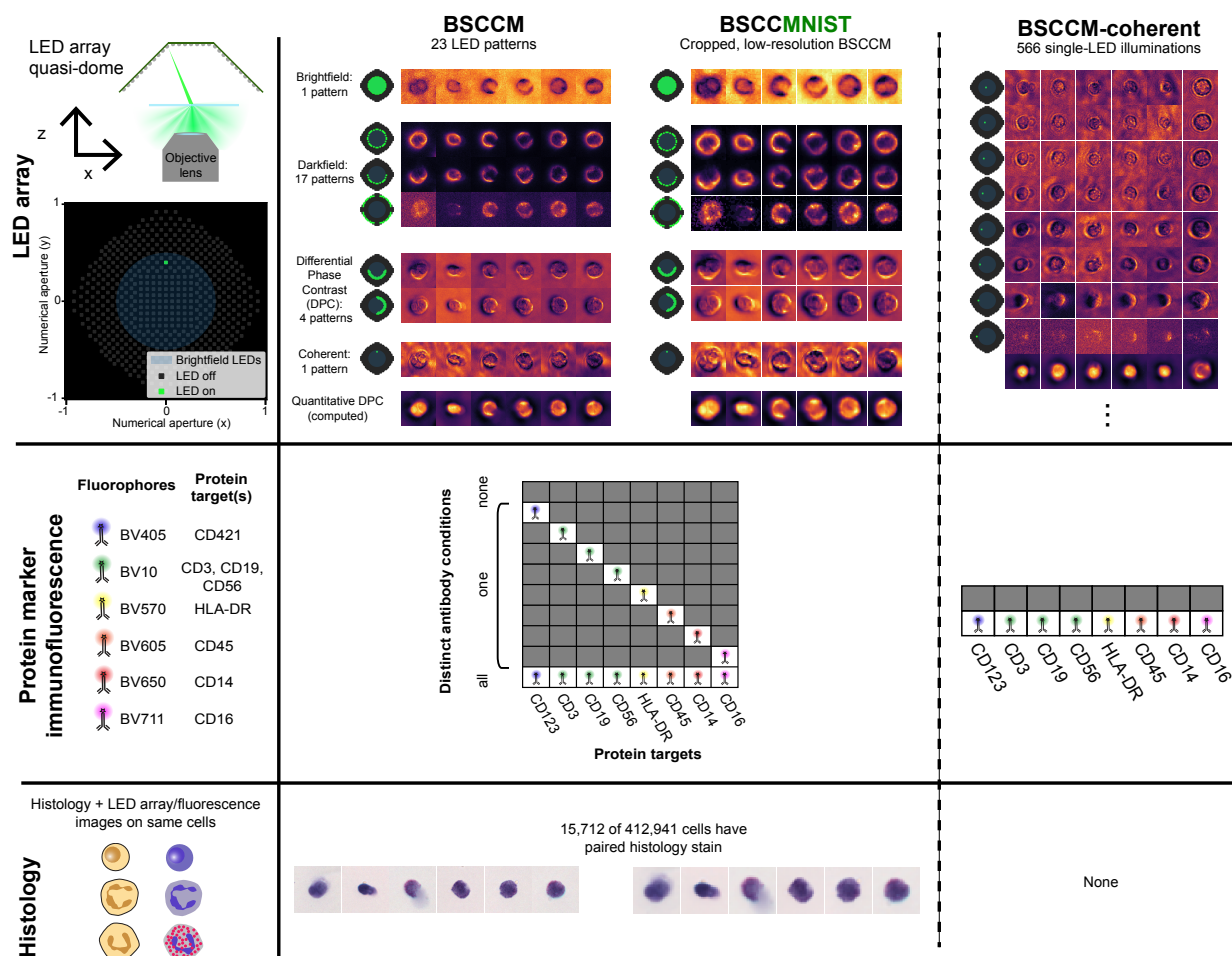 BSCCM
23 LED patterns
BSCCMNIST
Cropped, low-resolution BSCCM
BSCCM-coherent
566 single-LED illuminations
LED array
LED array
quasi-dome
z
x
Objective
lens
Numerical aperture (y)
1
0
-1
-1
0
1
Numerical aperture (x)
Brightfield LEDs
LED off
LED on
Brightfield:
1 pattern
Darkfield:
17 patterns
Differential
Phase
Contrast
(DPC):
4 patterns
Coherent:
1 pattern
Quantitative DPC
(computed)
Protein marker
immunofluorescence
Fluorophores
Protein
target(s)
BV405 CD421
BV10 CD3, CD19,
CD56
BV570 HLA-DR
BV605 CD45
BV650 CD14
BV711 CD16
Distinct antibody conditions
none
one
all
CD123
CD3
CD19
CD56
HLA-DR
CD45
CD14
CD16
Protein targets
CD123
CD3
CD19
CD56
HLA-DR
CD45
CD14
CD16
Histology
Histology + LED array/fluorescence
images on same cells
15,712 of 412,941 cells have
paired histology stain
None